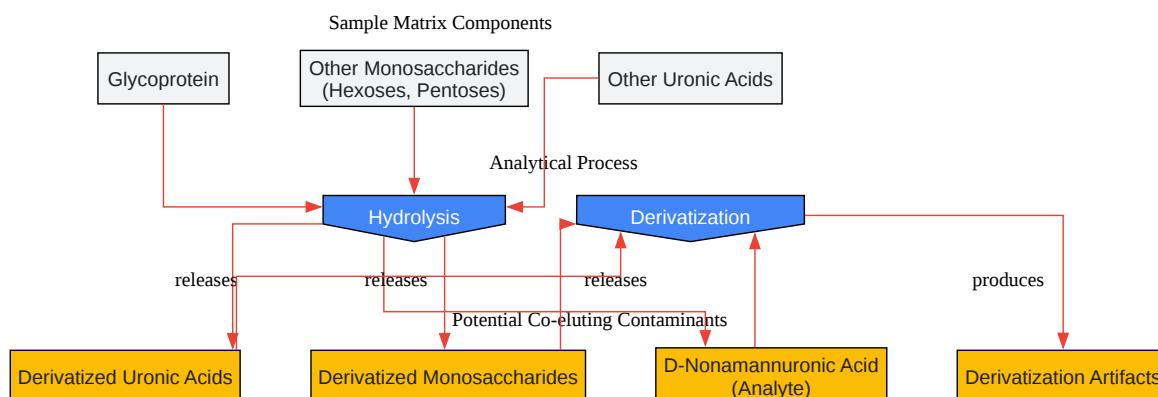 Sample Matrix Components
Glycoprotein
Other Monosaccharides
(Hexoses, Pentoses)
Other Uronic Acids
Analytical Process
Hydrolysis
Derivatization
releases
releases
releases
produces
Potential Co-eluting Contaminants
Derivatized Uronic Acids
Derivatized Monosaccharides
D-Nonamannuronic Acid
(Analyte)
Derivatization Artifacts